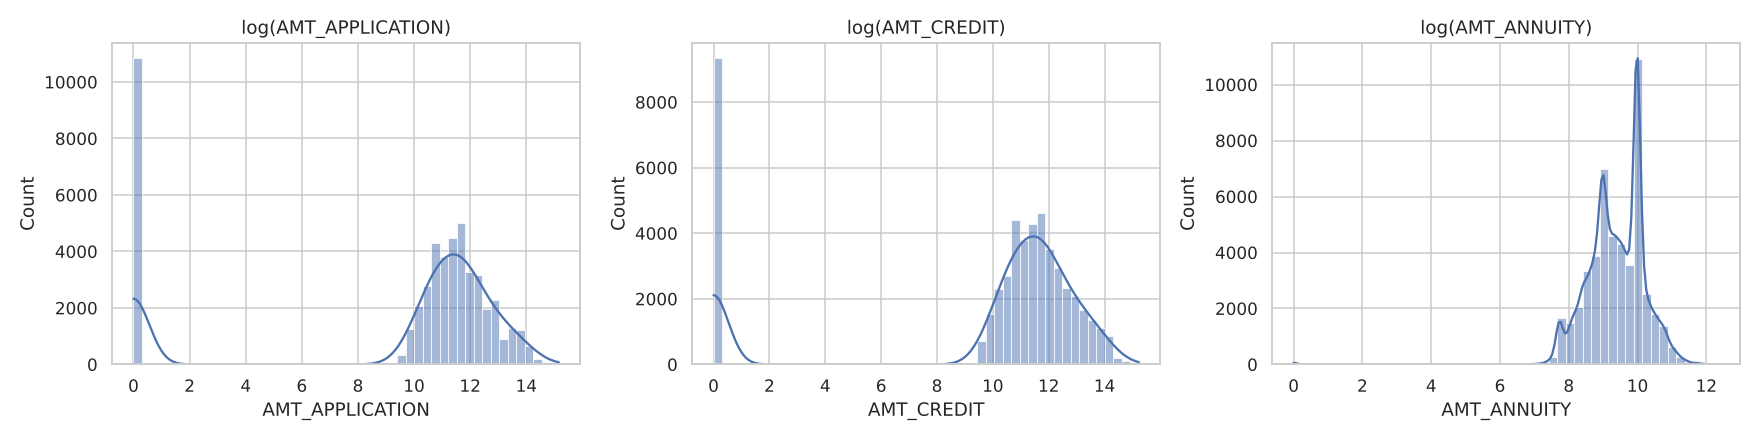 log(AMT_APPLICATION)
10000
8000
6000
4000
2000
0
Count
0 2 4 6 8 10 12 14
AMT_APPLICATION
log(AMT_CREDIT)
8000
6000
4000
2000
0
Count
0 2 4 6 8 10 12 14
AMT_CREDIT
log(AMT_ANNUITY)
10000
8000
6000
4000
2000
0
Count
0 2 4 6 8 10 12
AMT_ANNUITY